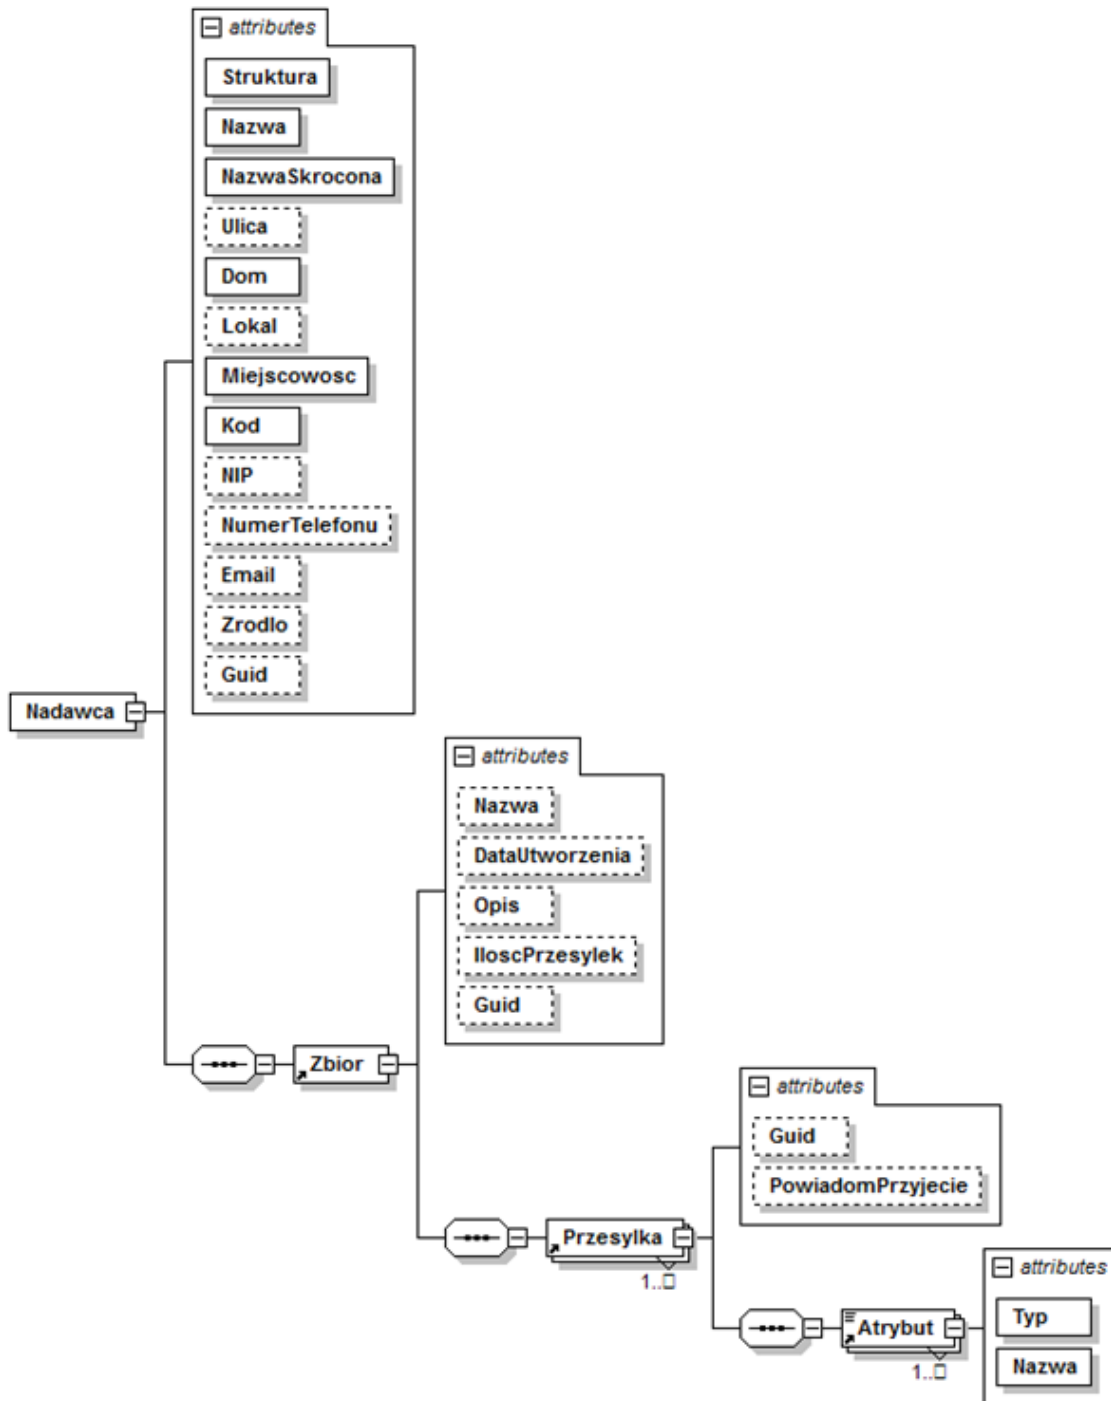 attributes
Struktura
Nazwa
NazwaSkrocona
Ulica
Dom
Lokal
Miejscowosc
Kod
NIP
NumerTelefonu
Email
Zrodlo
Guid
Nadawca
attributes
Nazwa
DataUtworzenia
Opis
IloscPrzesylek
Guid
Zbior
attributes
Guid
PowiadomPrzyjecie
Przesylka
1..▯
attributes
Typ
Nazwa
Atrybut
1..▯